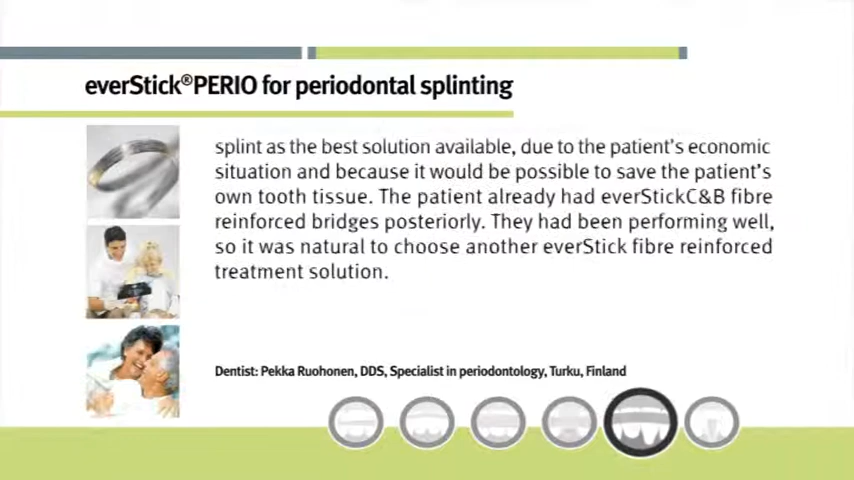 everStick®PERIO for periodontal splinting
splint as the best solution available, due to the patient's economic
situation and because it would be possible to save the patient's
own tooth tissue. The patient already had everStickC&B fibre
reinforced bridges posteriorly. They had been performing well,
so it was natural to choose another everStick fibre reinforced
treatment solution.
Dentist: Pekka Ruohonen, DDS, Specialist in periodontology, Turku, Finland